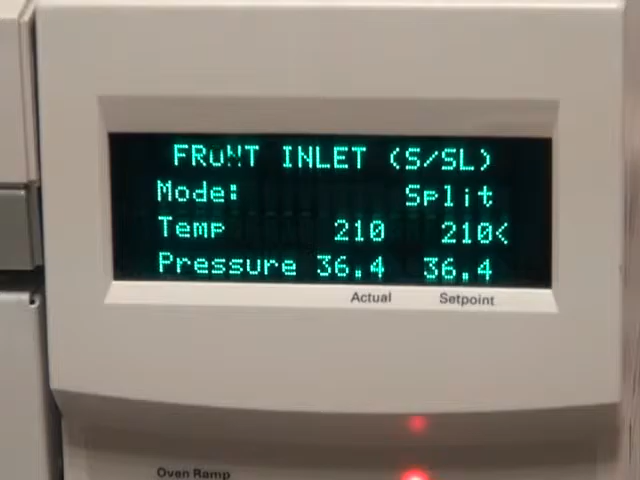 FRONT INLET (S/SL)
Mode: Split
Temp 210 210<
Pressure 36.4 36.4
Actual Setpoint
Oven Ramp